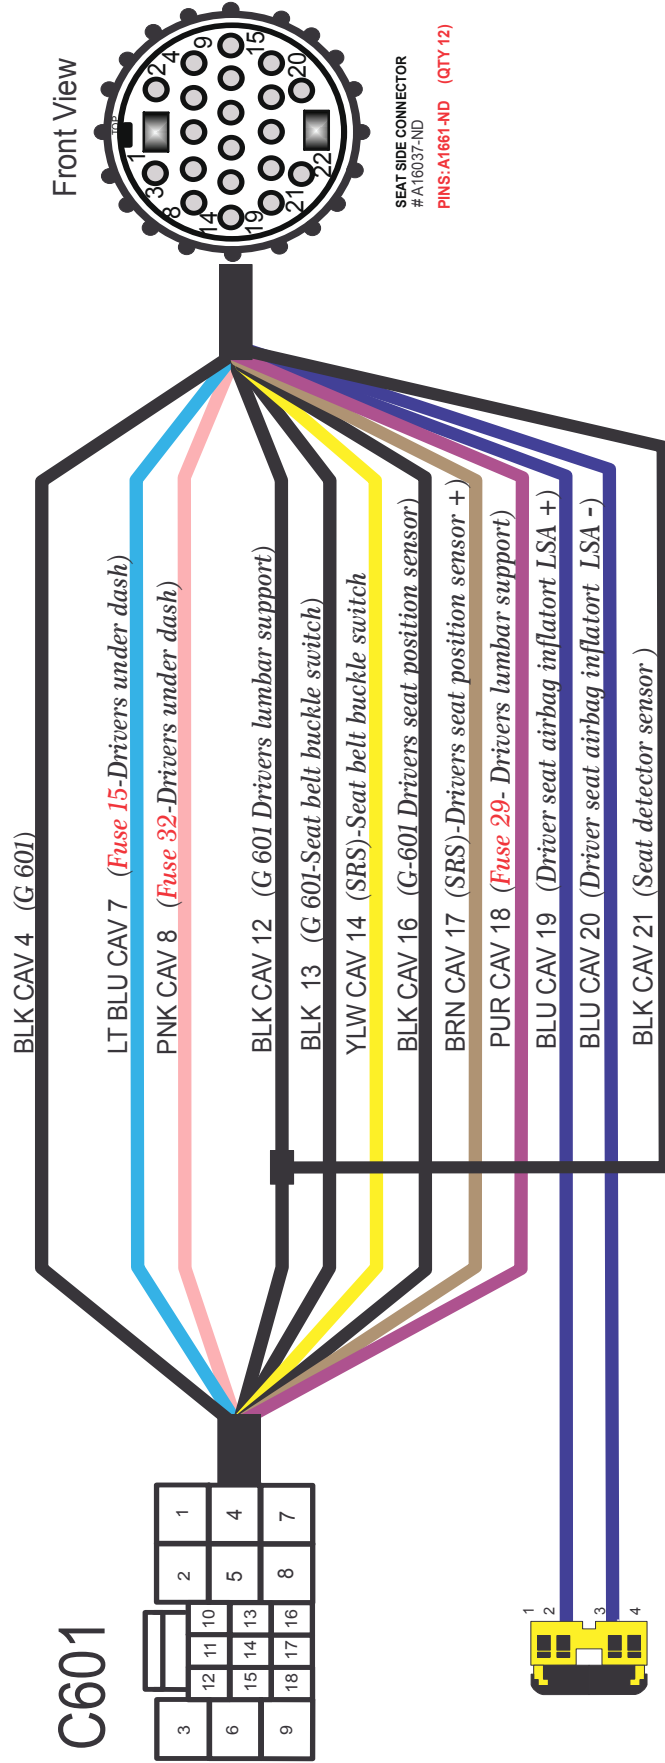 Front View
TOP
1
2
3
4
8
9
14
15
19
20
21
22
SEAT SIDE CONNECTOR
# A16037-ND
PINS: A1661-ND (QTY 12)
BLK CAV 4 (G 601)
LT BLU CAV 7 (Fuse 15-Drivers under dash)
PNK CAV 8 (Fuse 32-Drivers under dash)
BLK CAV 12 (G 601 Drivers lumbar support)
BLK 13 (G 601-Seat belt buckle switch)
YLW CAV 14 (SRS)-Seat belt buckle switch
BLK CAV 16 (G-601 Drivers seat position sensor)
BRN CAV 17 (SRS)-Drivers seat position sensor +)
PUR CAV 18 (Fuse 29- Drivers lumbar support)
BLU CAV 19 (Driver seat airbag inflatort LSA +)
BLU CAV 20 (Driver seat airbag inflatort LSA -)
BLK CAV 21 (Seat detector sensor )
C601
3 12 11 10 2 1
6 15 14 13 5 4
9 18 17 16 8 7
1
2
3
4